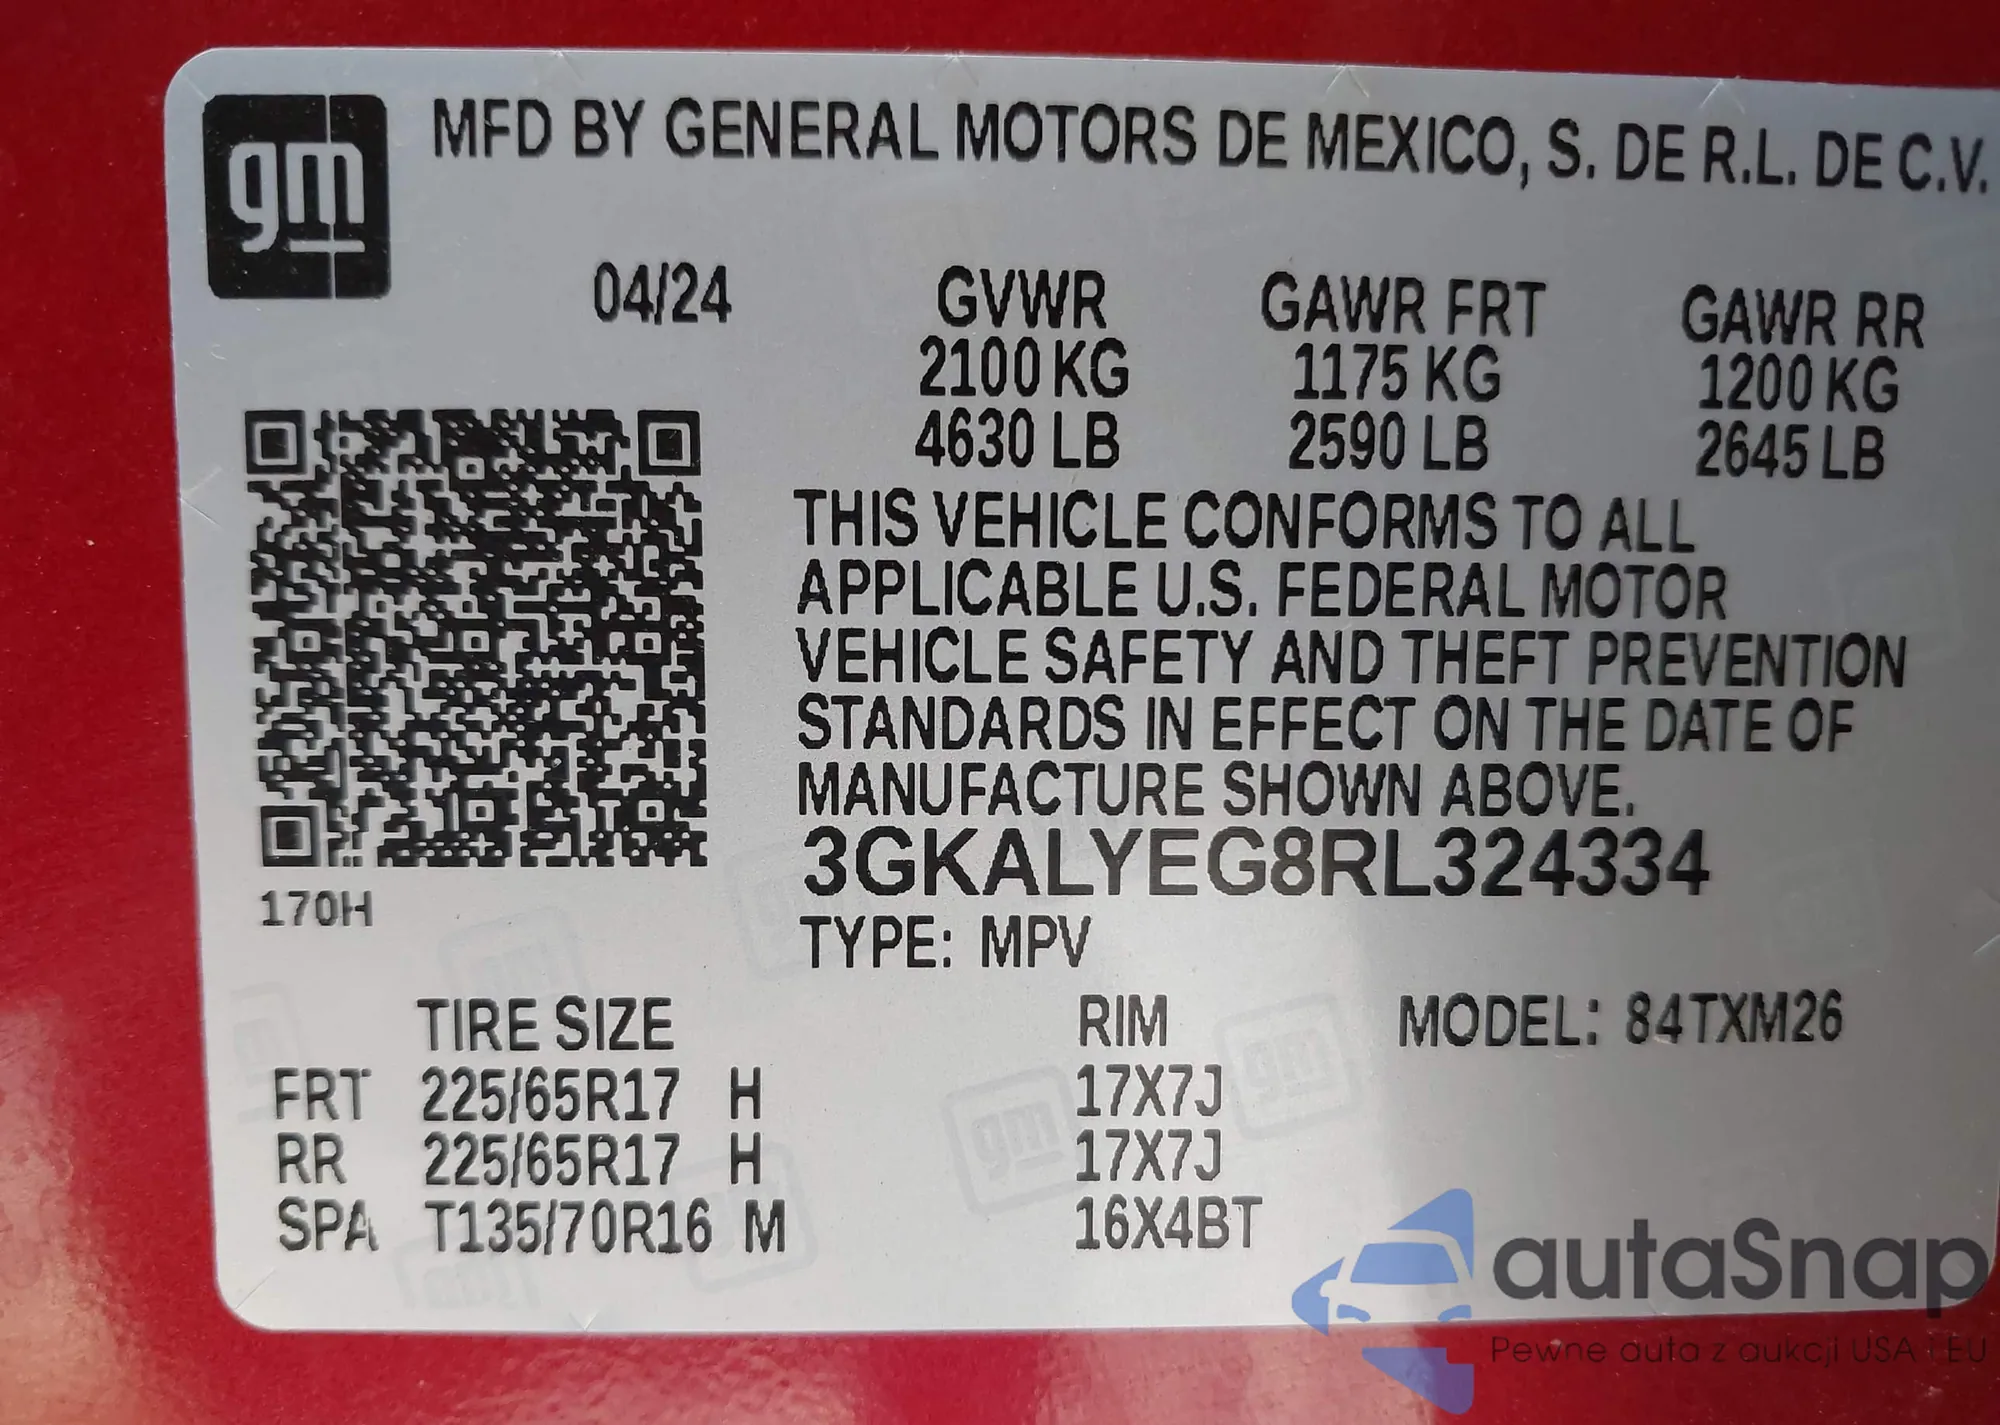 gm
MFD BY GENERAL MOTORS DE MEXICO, S. DE R.L. DE C.V.
04/24 GVWR GAWR FRT GAWR RR
2100 KG 1175 KG 1200 KG
4630 LB 2590 LB 2645 LB
THIS VEHICLE CONFORMS TO ALL
APPLICABLE U.S. FEDERAL MOTOR
VEHICLE SAFETY AND THEFT PREVENTION
STANDARDS IN EFFECT ON THE DATE OF
MANUFACTURE SHOWN ABOVE.
3GKALYEG8RL324334
170H
TYPE: MPV
TIRE SIZE RIM MODEL: 84TXM26
FRT 225/65R17 H 17X7J
RR 225/65R17 H 17X7J
SPA T135/70R16 M 16X4BT
autaSnap
Pewne auta z aukcji USA i EU